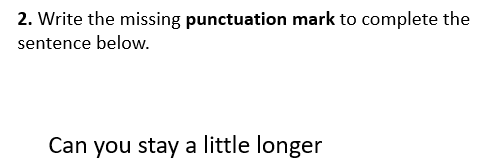 2. Write the missing punctuation mark to complete the
sentence below.
Can you stay a little longer